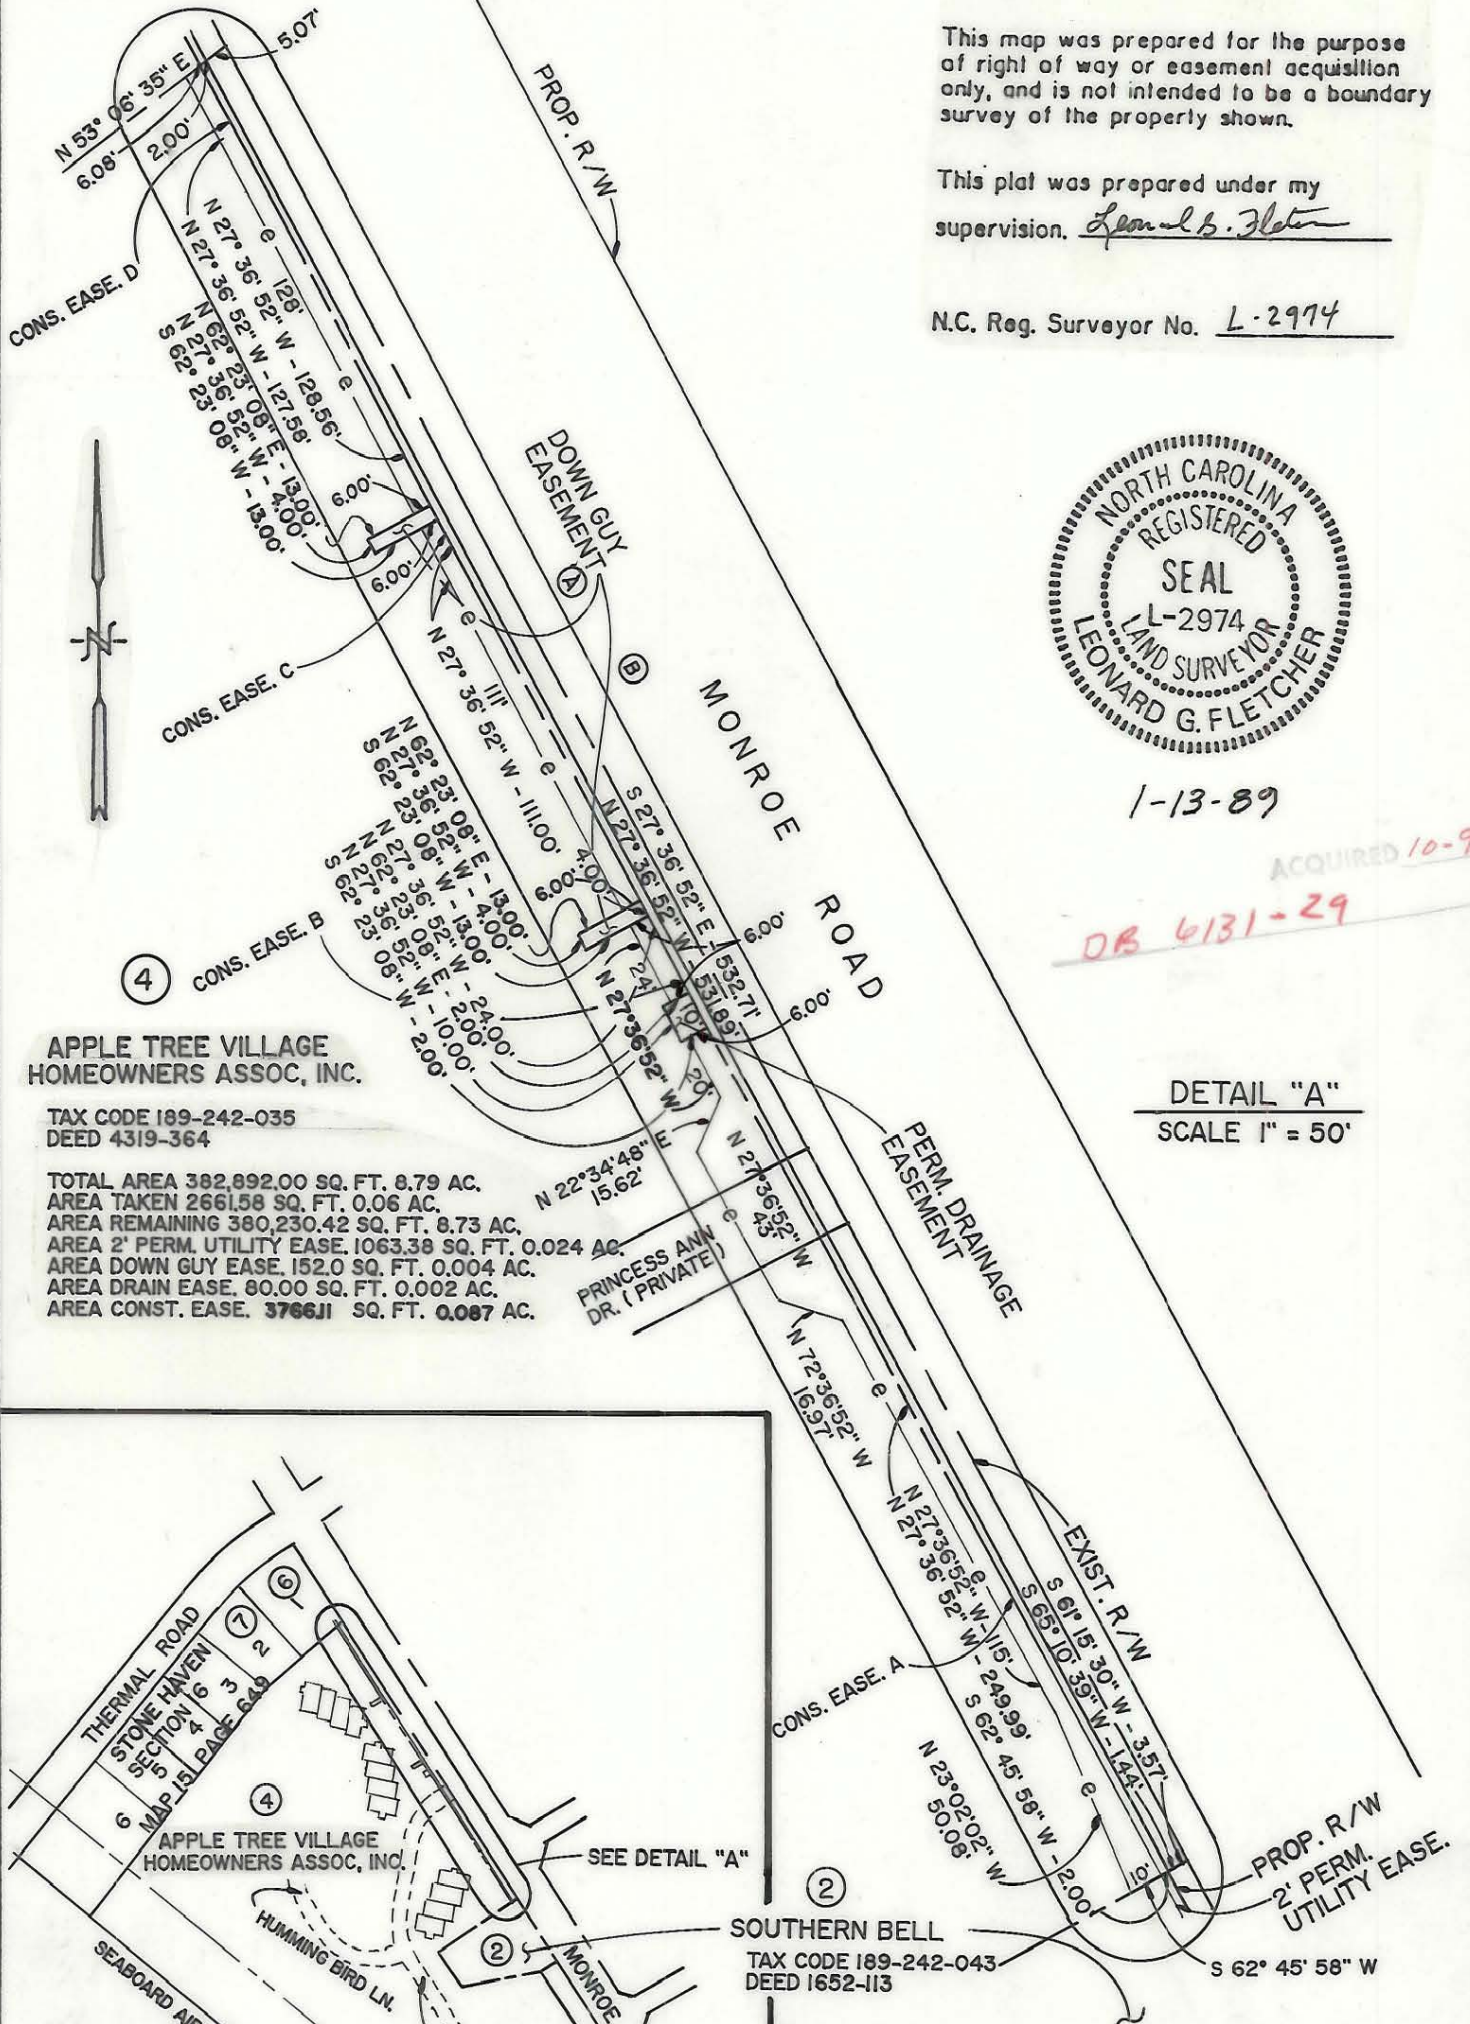 This map was prepared for the purpose
of right of way or easement acquisition
only, and is not intended to be a boundary
survey of the property shown.
This plat was prepared under my
supervision.
N.C. Reg. Surveyor No. L-2974
NORTH CAROLINA
REGISTERED
SEAL
L-2974
LAND SURVEYOR
LEONARD G. FLETCHER
1-13-89
ACQUIRED 10-9
DB 6131-29
DETAIL "A"
SCALE 1" = 50'
5.07'
N 53° 06' 35" E
6.08'
2.00'
PROP. R/W
CONS. EASE. D
e
128'
e
N 27° 36' 52" W - 128.56'
N 27° 36' 52" W - 127.58'
N 62° 23' 08" E - 13.00'
N 27° 36' 52" W - 4.00'
S 62° 23' 08" W - 13.00'
6.00'
6.00'
DOWN GUY
EASEMENT
A
B
N
CONS. EASE. C
e
111'
N 27° 36' 52" W - 111.00'
e
MONROE
ROAD
S 27° 36' 52" E - 532.71'
N 27° 36' 52" W - 531.89'
4.00'
6.00'
6.00'
6.00'
N 62° 23' 08" E - 13.00'
N 27° 36' 52" W - 4.00'
S 62° 23' 08" W - 13.00'
N 27° 36' 52" W - 24.00'
N 62° 23' 08" E - 2.00'
N 27° 36' 52" W - 10.00'
S 62° 23' 08" W - 2.00'
CONS. EASE. B
24'
10'
20'
N 27°36'52" W
4
APPLE TREE VILLAGE
HOMEOWNERS ASSOC, INC.
TAX CODE 189-242-035
DEED 4319-364
TOTAL AREA 382,892.00 SQ. FT. 8.79 AC.
AREA TAKEN 2661.58 SQ. FT. 0.06 AC.
AREA REMAINING 380,230.42 SQ. FT. 8.73 AC.
AREA 2' PERM. UTILITY EASE. 1063.38 SQ. FT. 0.024 AC.
AREA DOWN GUY EASE. 152.0 SQ. FT. 0.004 AC.
AREA DRAIN EASE. 80.00 SQ. FT. 0.002 AC.
AREA CONST. EASE. 3766.11 SQ. FT. 0.087 AC.
N 22°34'48" E
15.62'
N 27°36'52" W
43'
e
PRINCESS ANN
DR. (PRIVATE)
PERM. DRAINAGE
EASEMENT
N 72°36'52" W
16.97'
e
N 27°36'52" W - 115'
N 27° 36' 52" W - 249.99'
e
EXIST. R/W
S 61° 15' 30" W - 3.57'
S 65° 10' 39" W - 1.44'
CONS. EASE. A
S 62° 45' 58" W - 2.00'
N 23°02'02" W
50.08'
e
10'
PROP. R/W
2' PERM.
UTILITY EASE.
S 62° 45' 58" W
2
SOUTHERN BELL
TAX CODE 189-242-043
DEED 1652-113
THERMAL ROAD
6
7
2
3
6
4
5
6
STONE HAVEN
SECTION
MAP 15 PAGE 649
4
APPLE TREE VILLAGE
HOMEOWNERS ASSOC, INC.
SEE DETAIL "A"
HUMMING BIRD LN.
2
MONROE
SEABOARD AIR